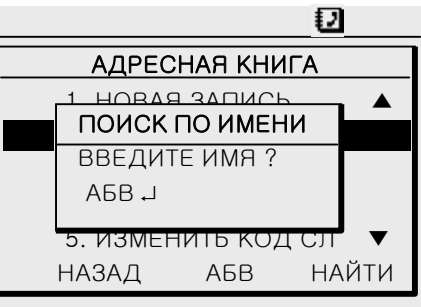 АДРЕСНАЯ КНИГА
1. НОВАЯ ЗАПИСЬ
ПОИСК ПО ИМЕНИ
ВВЕДИТЕ ИМЯ ?
АБВ
5. ИЗМЕНИТЬ КОД СЛ
НАЗАД АБВ НАЙТИ